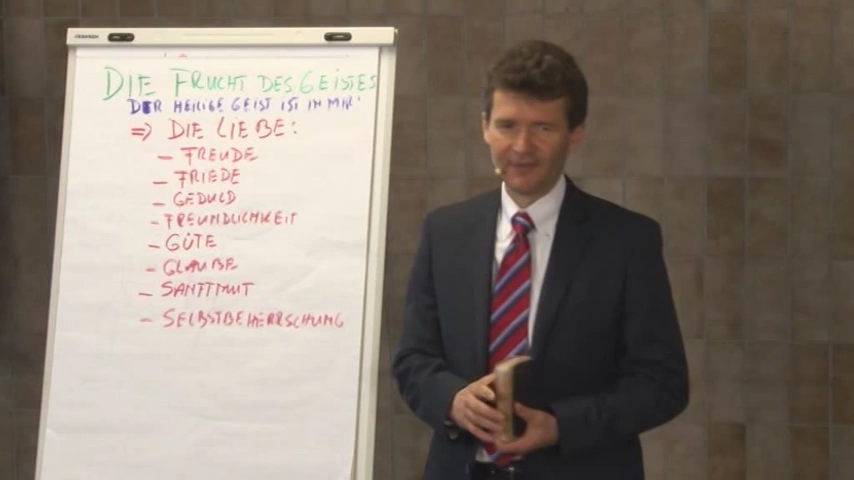 DIE FRUCHT DES GEISTES
DER HEILIGE GEIST IST IN MIR!
=> DIE LIEBE:
- FREUDE
- FRIEDE
- GEDULD
- FREUNDLICHKEIT
- GÜTE
- GLAUBE
- SANFTMUT
- SELBSTBEHERRSCHUNG